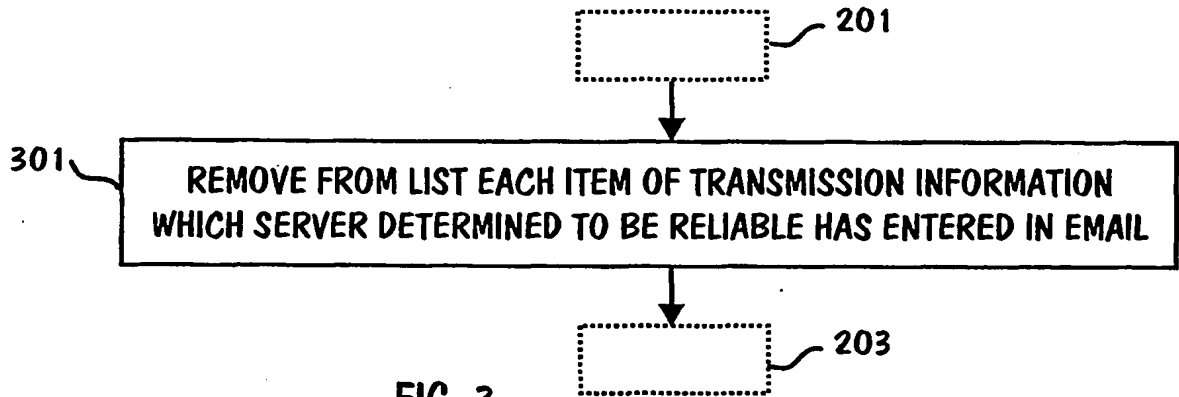 201
301
REMOVE FROM LIST EACH ITEM OF TRANSMISSION INFORMATION
WHICH SERVER DETERMINED TO BE RELIABLE HAS ENTERED IN EMAIL
203